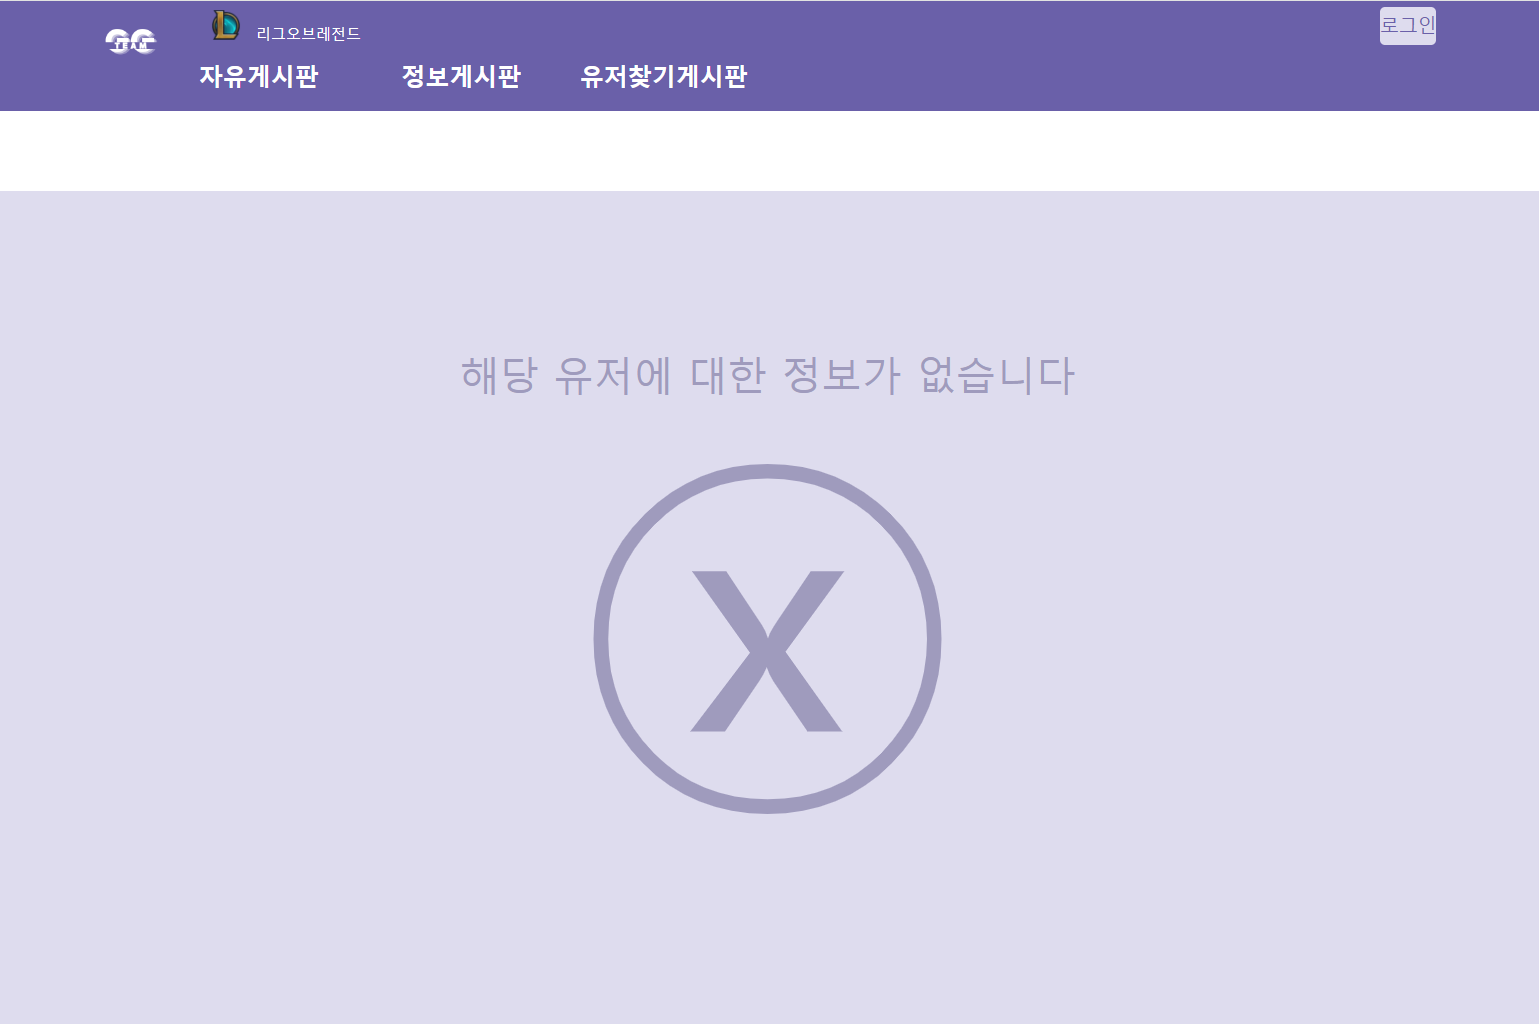 리그오브레전드
로그인
TEAM
자유게시판 정보게시판 유저찾기게시판
해당 유저에 대한 정보가 없습니다
X